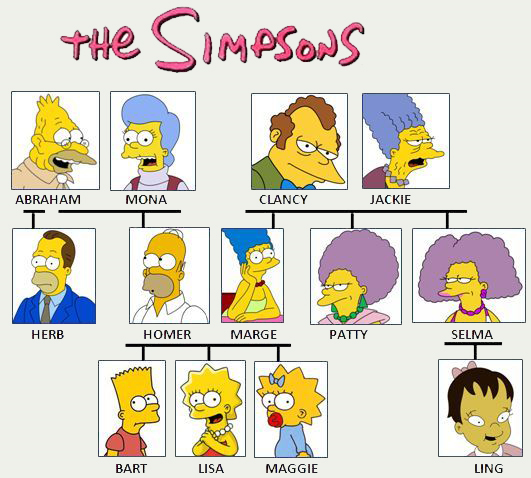 the Simpsons
ABRAHAM MONA CLANCY JACKIE
HERB HOMER MARGE PATTY SELMA
BART LISA MAGGIE LING